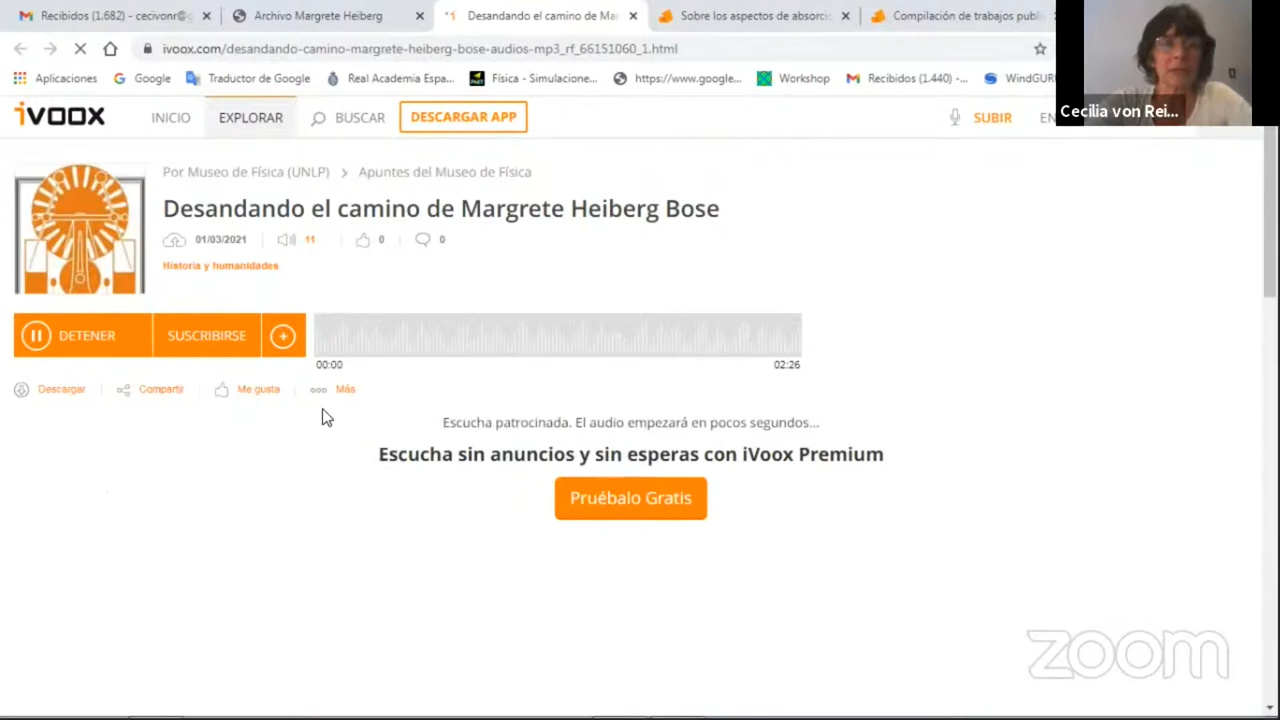 Recibidos (1.682) - cecivonr@g
Archivo Margrete Heiberg
Desandando el camino de Mar
Sobre los aspectos de absorció
Compilación de trabajos publi
ivoox.com/desandando-camino-margrete-heiberg-bose-audios-mp3_rf_66151060_1.html
Aplicaciones
Google
Traductor de Google
Real Academia Espa...
Física - Simulacione...
https://www.google...
Workshop
Recibidos (1.440) -...
WindGURU
Cecilia von Rei...
iVOOX
INICIO
EXPLORAR
BUSCAR
DESCARGAR APP
SUBIR
EN
Por Museo de Física (UNLP) > Apuntes del Museo de Física
Desandando el camino de Margrete Heiberg Bose
01/03/2021
11
0
0
Historia y humanidades
DETENER
SUSCRIBIRSE
00:00
02:26
Descargar
Compartir
Me gusta
Más
Escucha patrocinada. El audio empezará en pocos segundos...
Escucha sin anuncios y sin esperas con iVoox Premium
Pruébalo Gratis
zoom